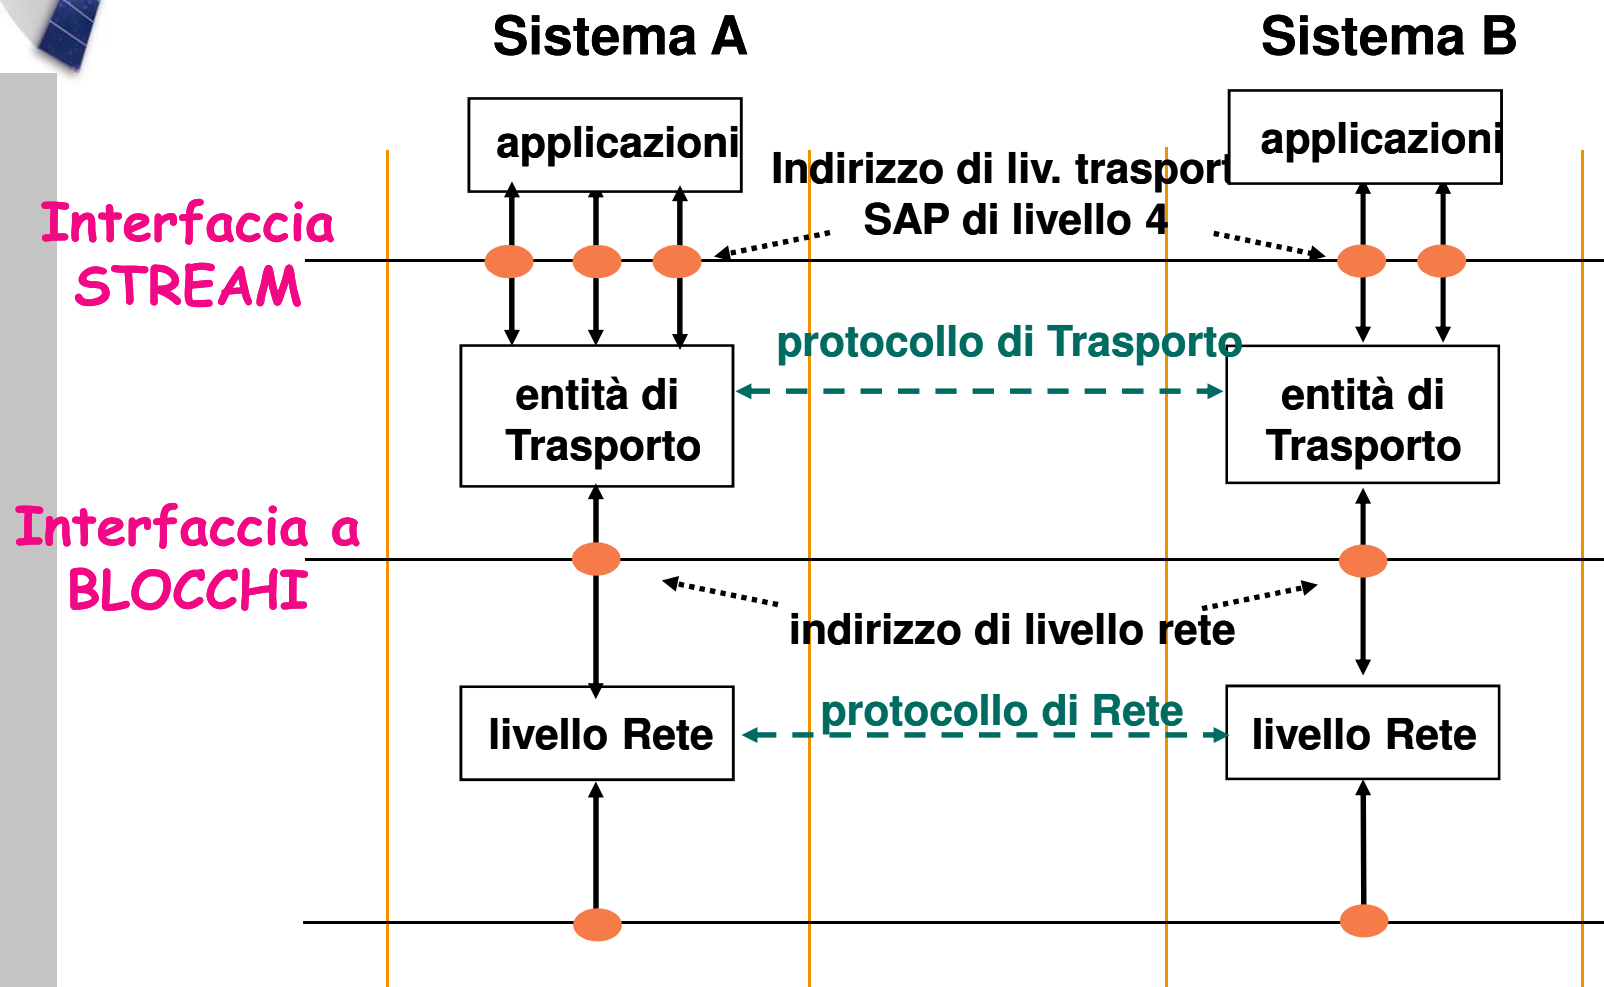 Sistema A
Sistema B
applicazioni
applicazioni
Indirizzo di liv. trasport
SAP di livello 4
Interfaccia
STREAM
protocollo di Trasporto
entità di
Trasporto
entità di
Trasporto
Interfaccia a
BLOCCHI
indirizzo di livello rete
protocollo di Rete
livello Rete
livello Rete